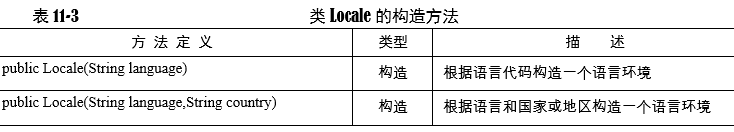 表 11-3 类 Locale 的构造方法
方 法 定 义 类型 描 述
public Locale(String language) 构造 根据语言代码构造一个语言环境
public Locale(String language,String country) 构造 根据语言和国家或地区构造一个语言环境